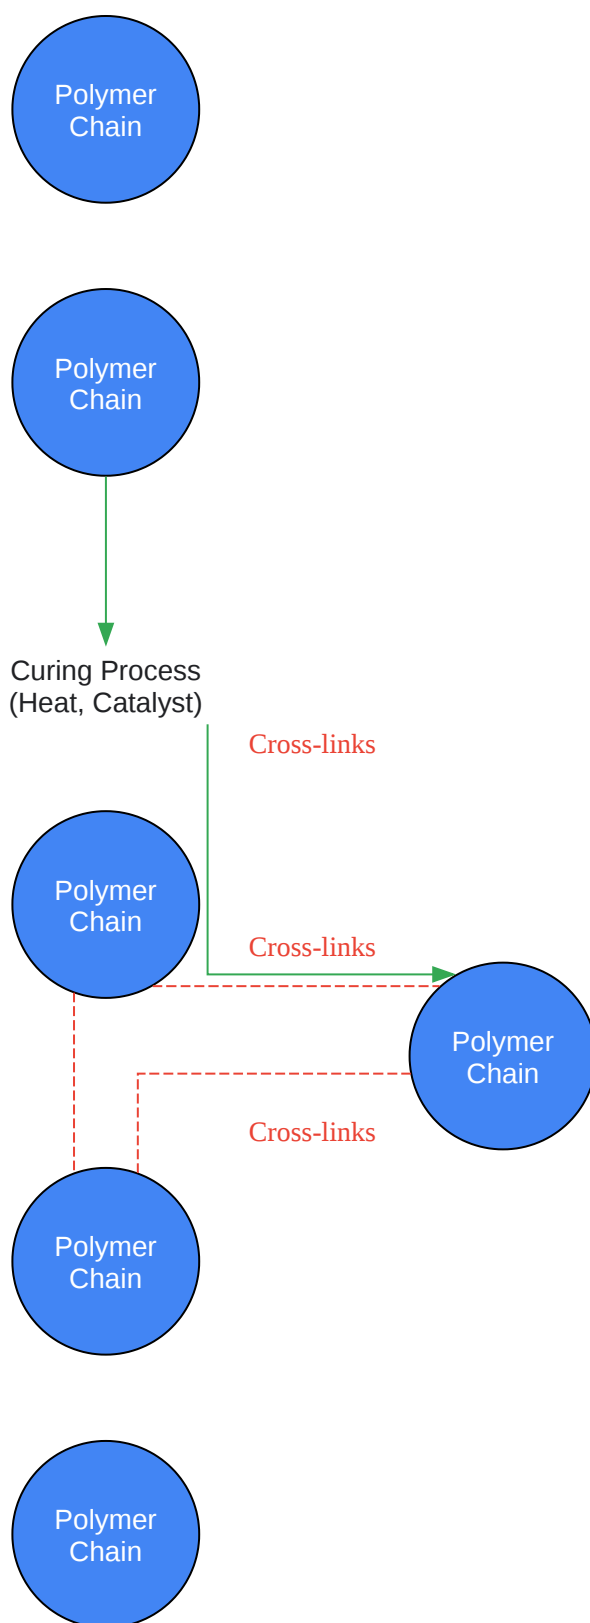 Polymer
Chain
Polymer
Chain
Curing Process
(Heat, Catalyst)
Cross-links
Polymer
Chain
Cross-links
Polymer
Chain
Cross-links
Polymer
Chain
Polymer
Chain